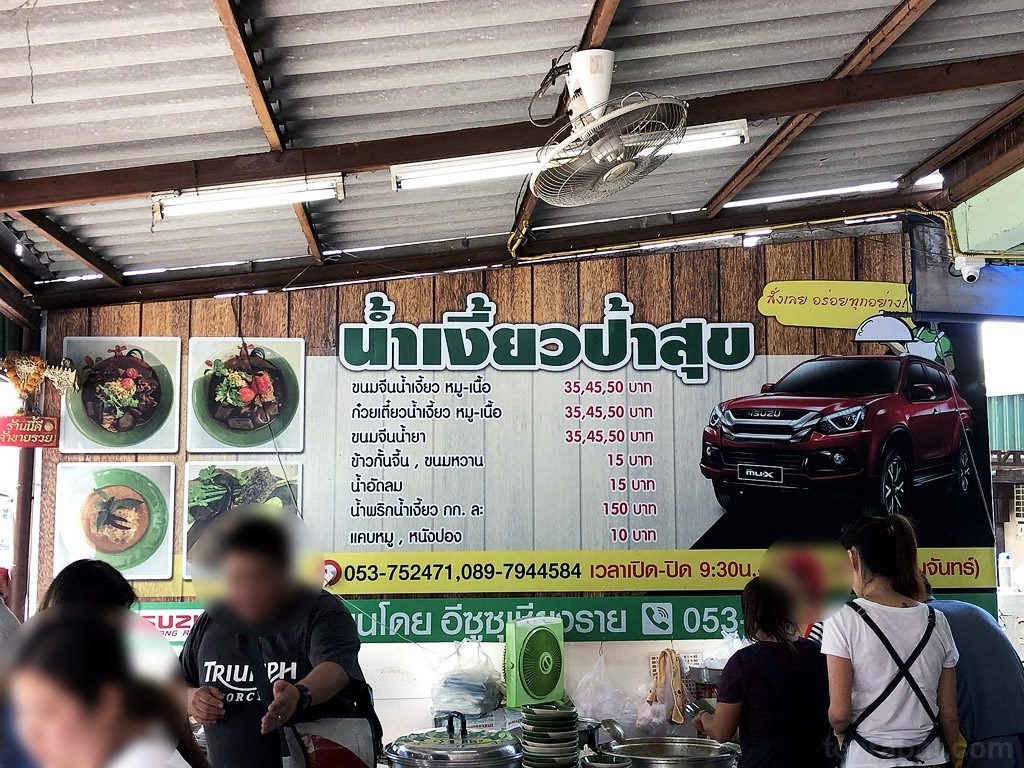 สั่งเลย อร่อยทุกอย่าง!
น้ำเงี้ยวป้าสุข
ขนมจีนน้ำเงี้ยว หมู-เนื้อ 35,45,50 บาท
ก๋วยเตี๋ยวน้ำเงี้ยว หมู-เนื้อ 35,45,50 บาท
ขนมจีนน้ำยา 35,45,50 บาท
ข้าวกั้นจิ้น , ขนมหวาน 15 บาท
น้ำอัดลม 15 บาท
น้ำพริกน้ำเงี้ยว กก. ละ 150 บาท
แคบหมู , หนังปอง 10 บาท
ISUZU
MU-X
ร้านนี้ดี
053-752471,089-7944584 เวลาเปิด-ปิด 9:30น.
จันทร์)
โดย อีซูซุเชียงราย 053-
TRIUMPH